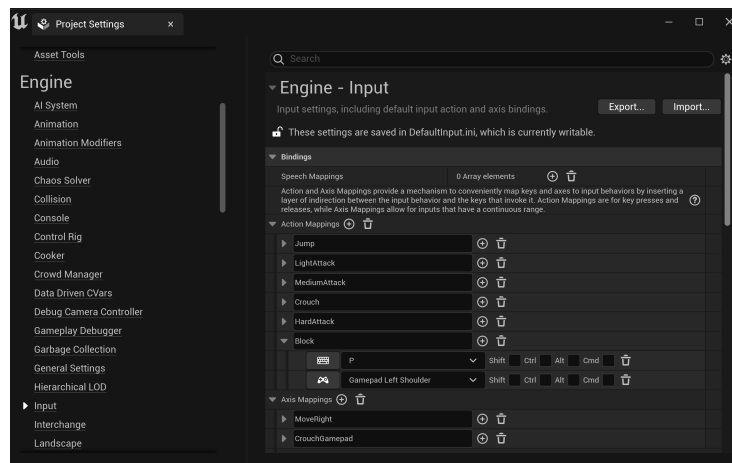 Project Settings
Asset Tools
Engine
AI System
Animation
Animation Modifiers
Audio
Chaos Solver
Collision
Console
Control Rig
Cooker
Crowd Manager
Data Driven CVars
Debug Camera Controller
Gameplay Debugger
Garbage Collection
General Settings
Hierarchical LOD
Input
Interchange
Landscape
Search
Engine - Input
Input settings, including default input action and axis bindings.
Export...
Import...
These settings are saved in DefaultInput.ini, which is currently writable.
Bindings
Speech Mappings 0 Array elements
Action and Axis Mappings provide a mechanism to conveniently map keys and axes to input behaviors by inserting a
layer of indirection between the input behavior and the keys that invoke it. Action Mappings are for key presses and
releases, while Axis Mappings allow for inputs that have a continuous range.
Action Mappings
Jump
LightAttack
MediumAttack
Crouch
HardAttack
Block
P Shift Ctrl Alt Cmd
Gamepad Left Shoulder Shift Ctrl Alt Cmd
Axis Mappings
MoveRight
CrouchGamepad